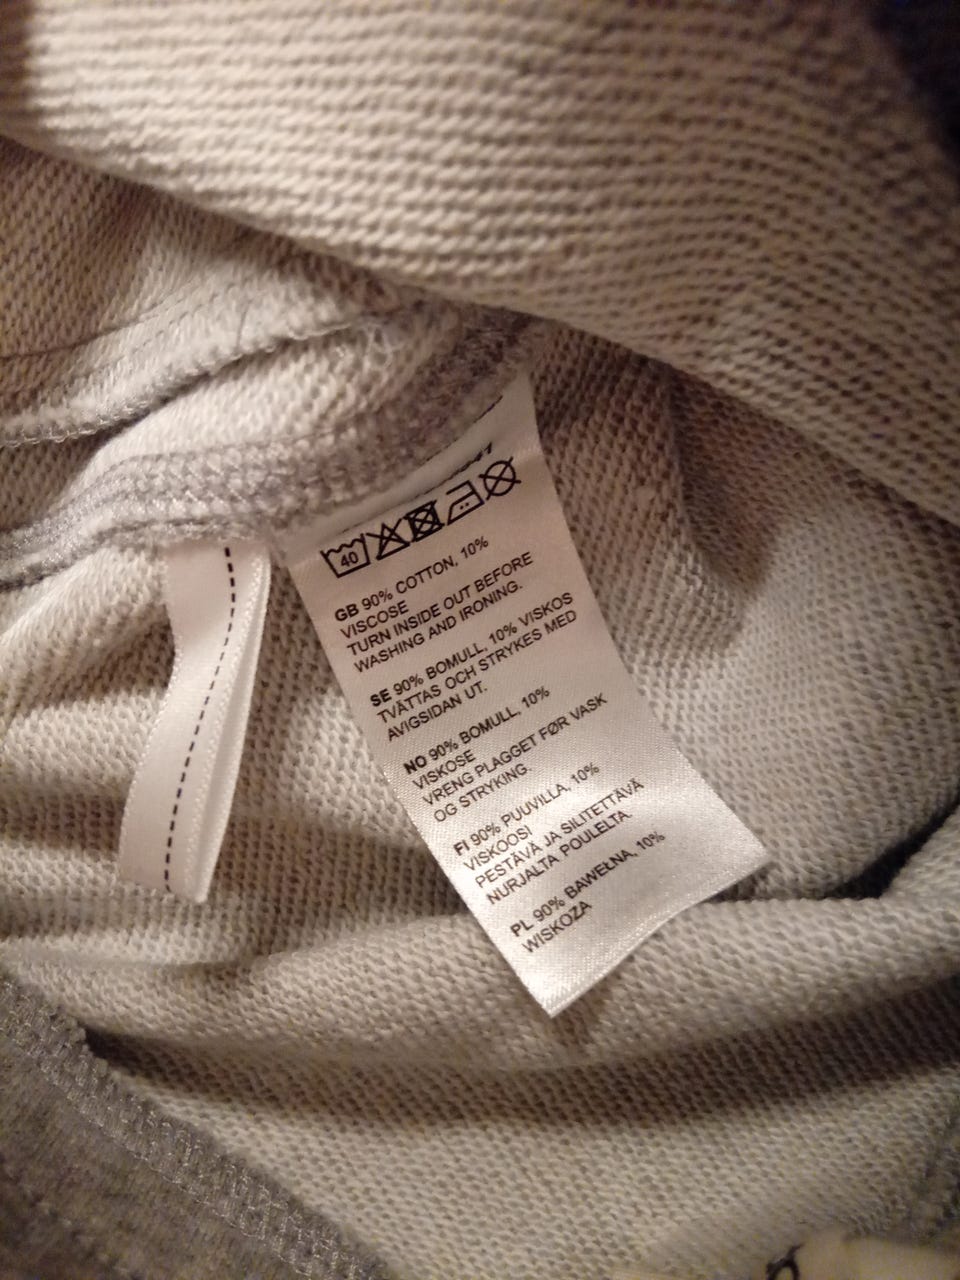 40
GB 90% COTTON, 10%
VISCOSE
TURN INSIDE OUT BEFORE
WASHING AND IRONING.
SE 90% BOMULL, 10% VISKOS
TVÄTTAS OCH STRYKES MED
AVIGSIDAN UT.
NO 90% BOMULL, 10%
VISKOSE
VRENG PLAGGET FØR VASK
OG STRYKING.
FI 90% PUUVILLA, 10%
VISKOOSI
PESTÄVÄ JA SILITETTÄVÄ
NURJALTA POULELTA.
PL 90% BAWEŁNA, 10%
WISKOZA